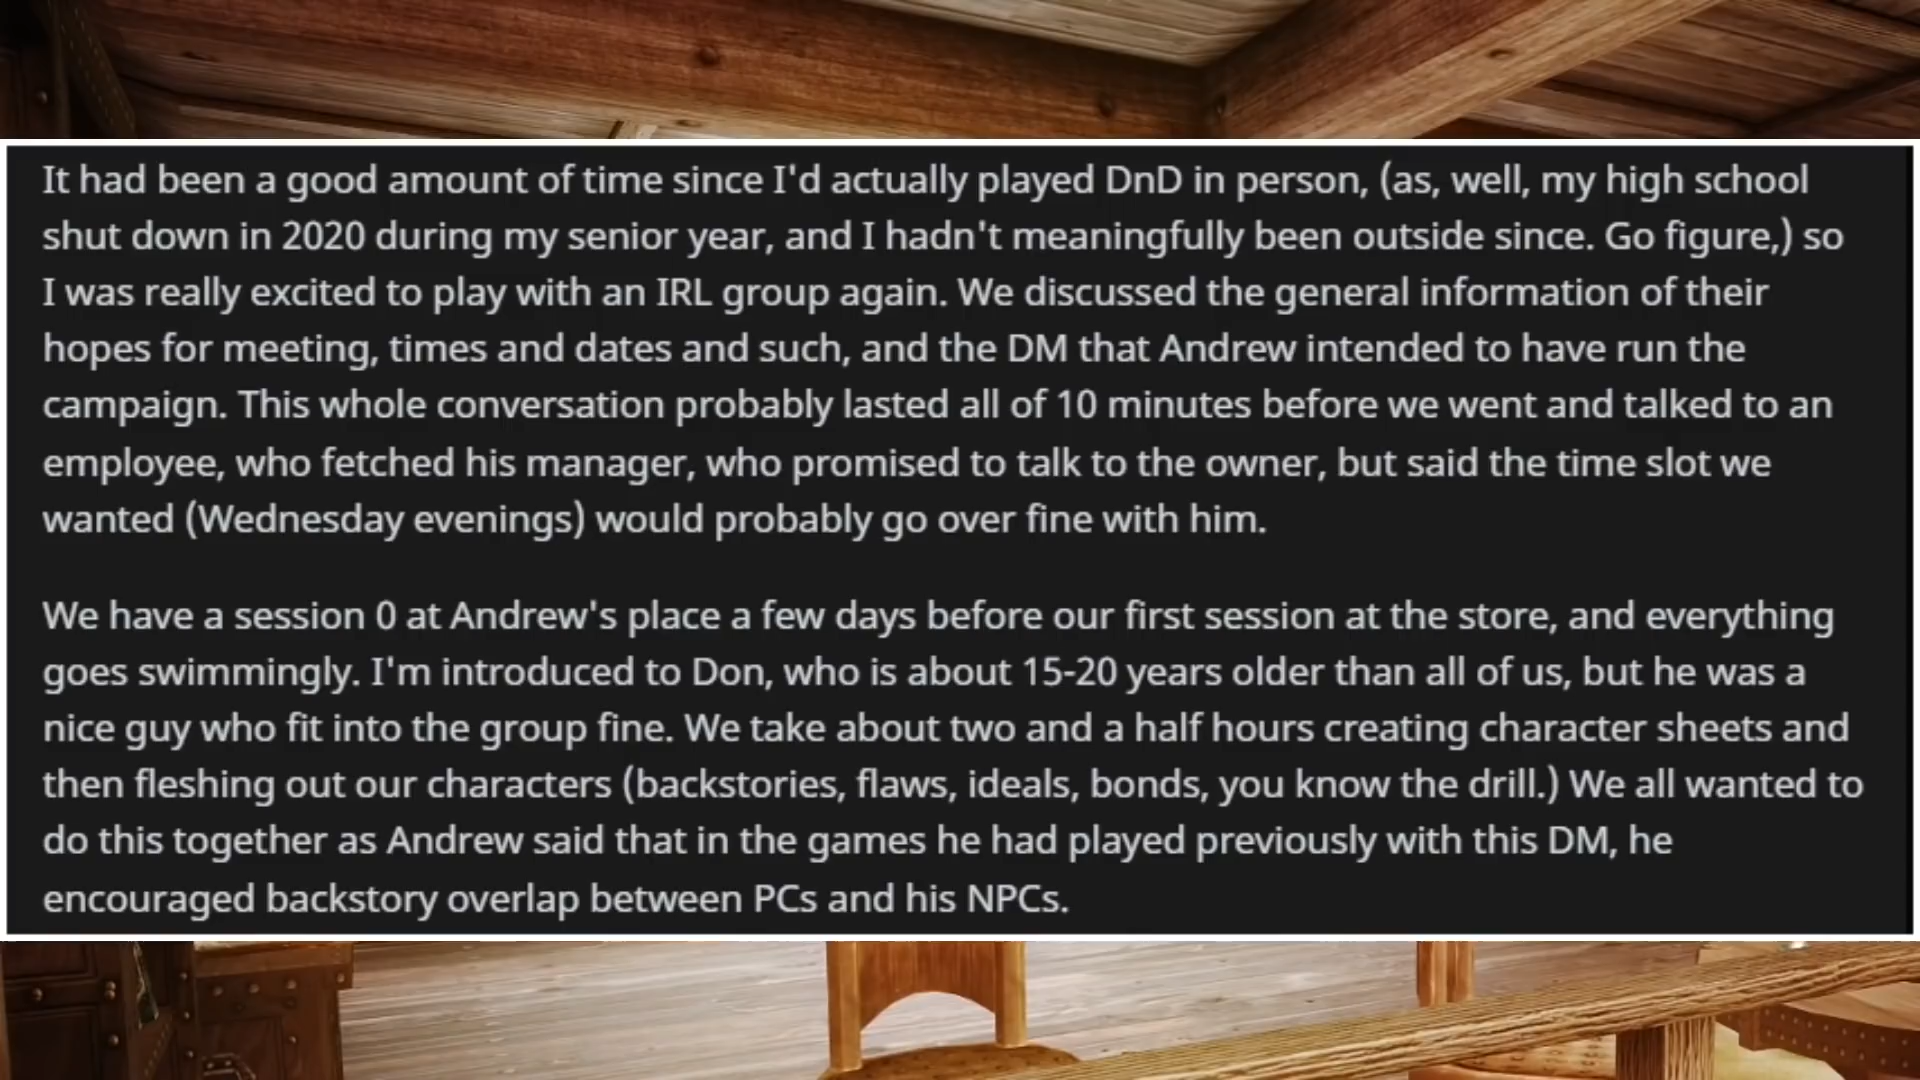 It had been a good amount of time since I'd actually played DnD in person, (as, well, my high school
shut down in 2020 during my senior year, and I hadn't meaningfully been outside since. Go figure,) so
I was really excited to play with an IRL group again. We discussed the general information of their
hopes for meeting, times and dates and such, and the DM that Andrew intended to have run the
campaign. This whole conversation probably lasted all of 10 minutes before we went and talked to an
employee, who fetched his manager, who promised to talk to the owner, but said the time slot we
wanted (Wednesday evenings) would probably go over fine with him.
We have a session 0 at Andrew's place a few days before our first session at the store, and everything
goes swimmingly. I'm introduced to Don, who is about 15-20 years older than all of us, but he was a
nice guy who fit into the group fine. We take about two and a half hours creating character sheets and
then fleshing out our characters (backstories, flaws, ideals, bonds, you know the drill.) We all wanted to
do this together as Andrew said that in the games he had played previously with this DM, he
encouraged backstory overlap between PCs and his NPCs.